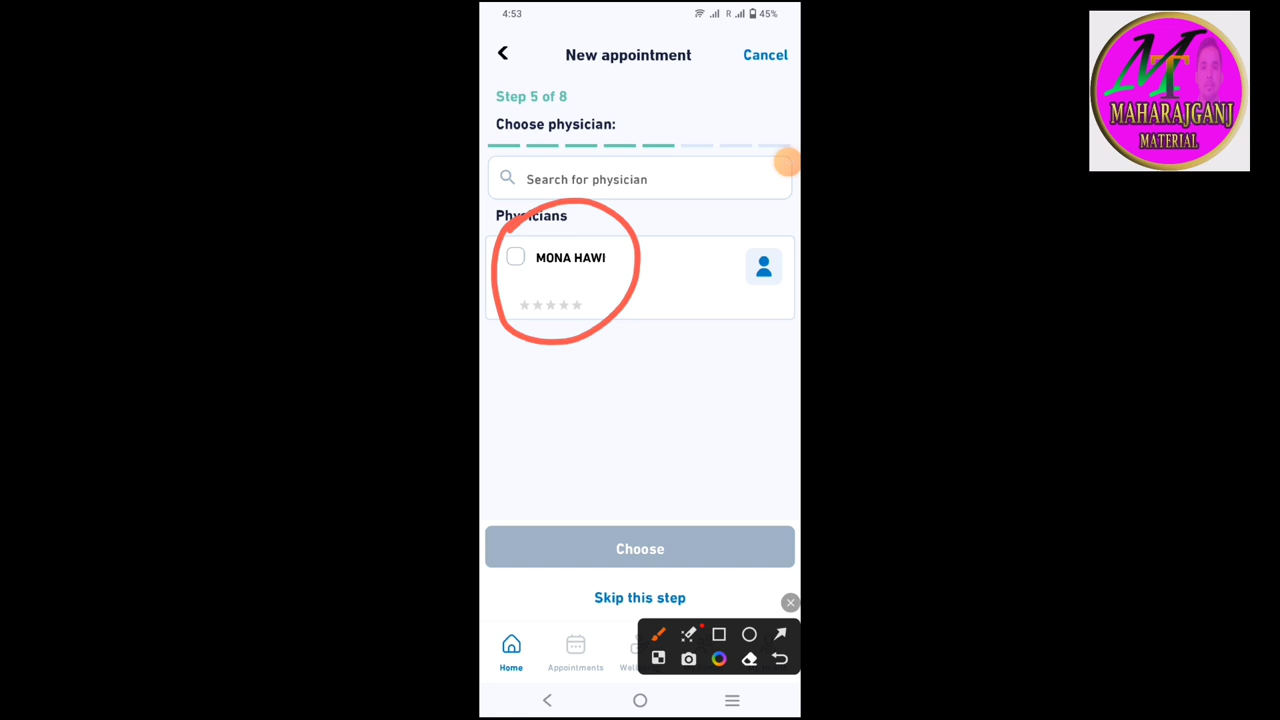 4:53
R
45%
New appointment
Cancel
Step 5 of 8
Choose physician:
Search for physician
Physicians
MONA HAWI
Choose
Skip this step
Home
Appointments
MT
MAHARAJGANJ
MATERIAL